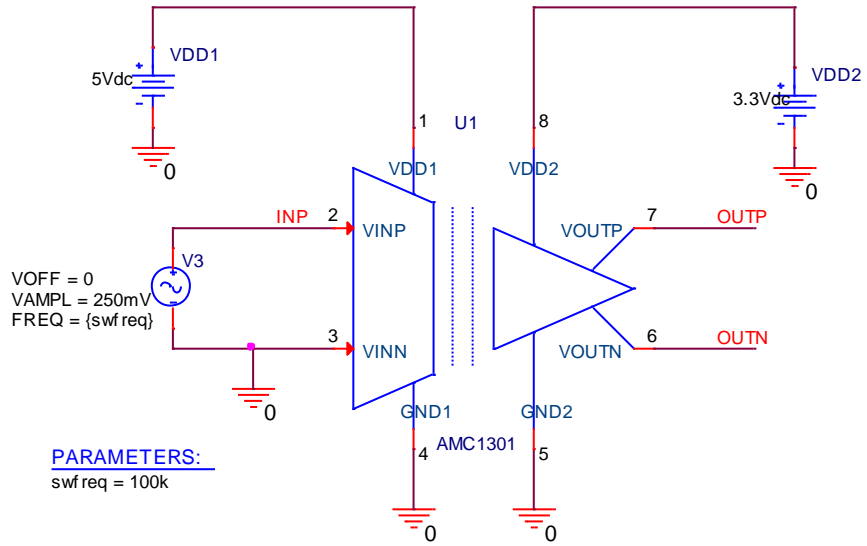 VDD1
5Vdc
+
-
0
1
U1
8
VDD2
3.3Vdc
+
-
0
VDD1
VDD2
INP
2
VINP
VOUTP
7
OUTP
V3
+
-
VOFF = 0
VAMPL = 250mV
FREQ = {swfreq}
3
VINN
VOUTN
6
OUTN
0
GND1
GND2
4
AMC1301
5
PARAMETERS:
swfreq = 100k
0
0